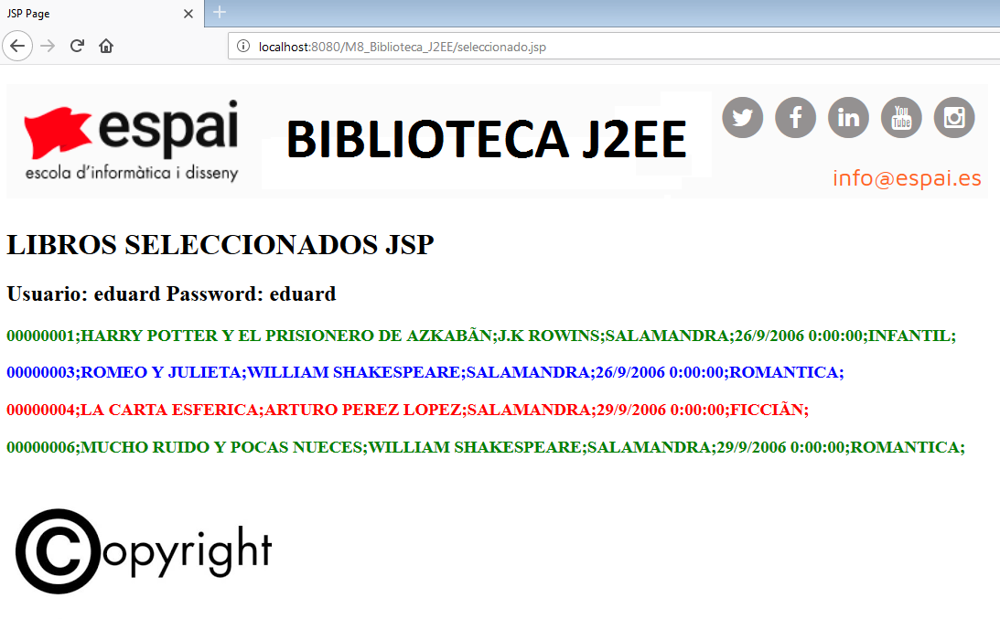 JSP Page
localhost:8080/M8_Biblioteca_J2EE/seleccionado.jsp
espai
escola d'informàtica i disseny
BIBLIOTECA J2EE
You
Tube
info@espai.es
LIBROS SELECCIONADOS JSP
Usuario: eduard Password: eduard
00000001;HARRY POTTER Y EL PRISIONERO DE AZKABÃN;J.K ROWINS;SALAMANDRA;26/9/2006 0:00:00;INFANTIL;
00000003;ROMEO Y JULIETA;WILLIAM SHAKESPEARE;SALAMANDRA;26/9/2006 0:00:00;ROMANTICA;
00000004;LA CARTA ESFERICA;ARTURO PEREZ LOPEZ;SALAMANDRA;29/9/2006 0:00:00;FICCIÃN;
00000006;MUCHO RUIDO Y POCAS NUECES;WILLIAM SHAKESPEARE;SALAMANDRA;29/9/2006 0:00:00;ROMANTICA;
©opyright